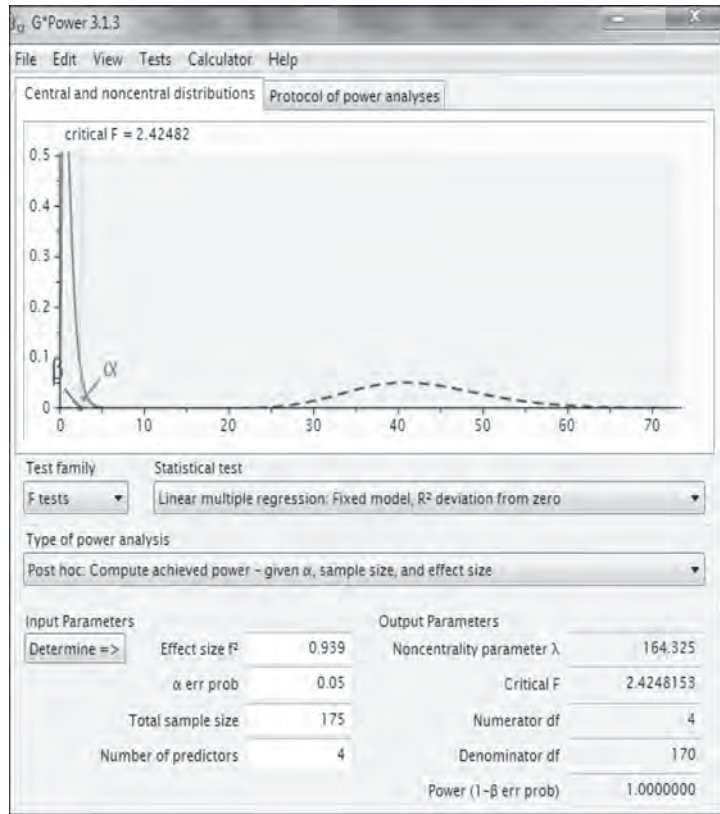 G*Power 3.1.3
File Edit View Tests Calculator Help
Central and noncentral distributions Protocol of power analyses
critical F = 2.42482
0.5
0.4
0.3
0.2
0.1
0
β α
0 10 20 30 40 50 60 70
Test family Statistical test
F tests Linear multiple regression: Fixed model, R² deviation from zero
Type of power analysis
Post hoc: Compute achieved power – given α, sample size, and effect size
Input Parameters Output Parameters
Determine => Effect size f² 0.939 Noncentrality parameter λ 164.325
α err prob 0.05 Critical F 2.4248153
Total sample size 175 Numerator df 4
Number of predictors 4 Denominator df 170
Power (1-β err prob) 1.0000000